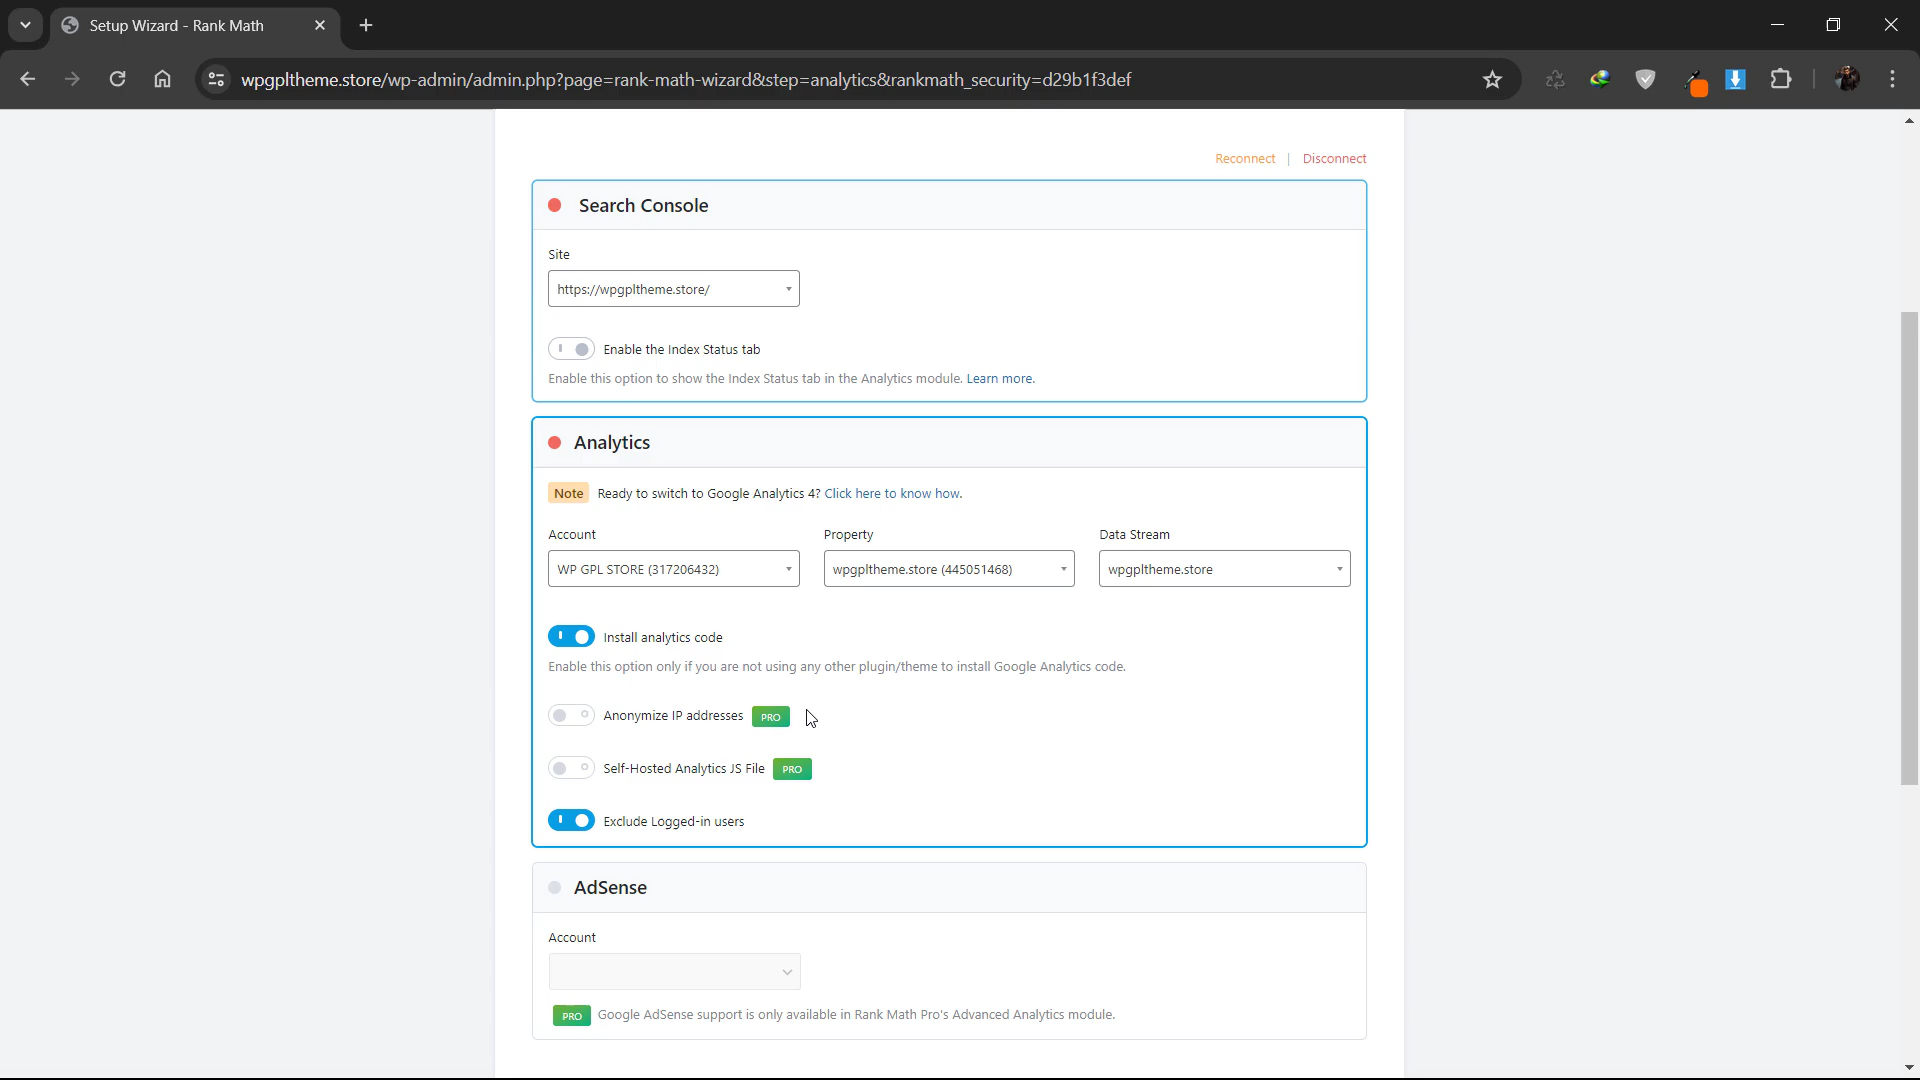 Setup Wizard - Rank Math
wpgpltheme.store/wp-admin/admin.php?page=rank-math-wizard&step=analytics&rankmath_security=d29b1f3def
Reconnect | Disconnect
Search Console
Site
https://wpgpltheme.store/
Enable the Index Status tab
Enable this option to show the Index Status tab in the Analytics module. Learn more.
Analytics
Note Ready to switch to Google Analytics 4? Click here to know how.
Account Property Data Stream
WP GPL STORE (317206432) wpgpltheme.store (445051468) wpgpltheme.store
Install analytics code
Enable this option only if you are not using any other plugin/theme to install Google Analytics code.
Anonymize IP addresses PRO
Self-Hosted Analytics JS File PRO
Exclude Logged-in users
AdSense
Account
PRO Google AdSense support is only available in Rank Math Pro's Advanced Analytics module.